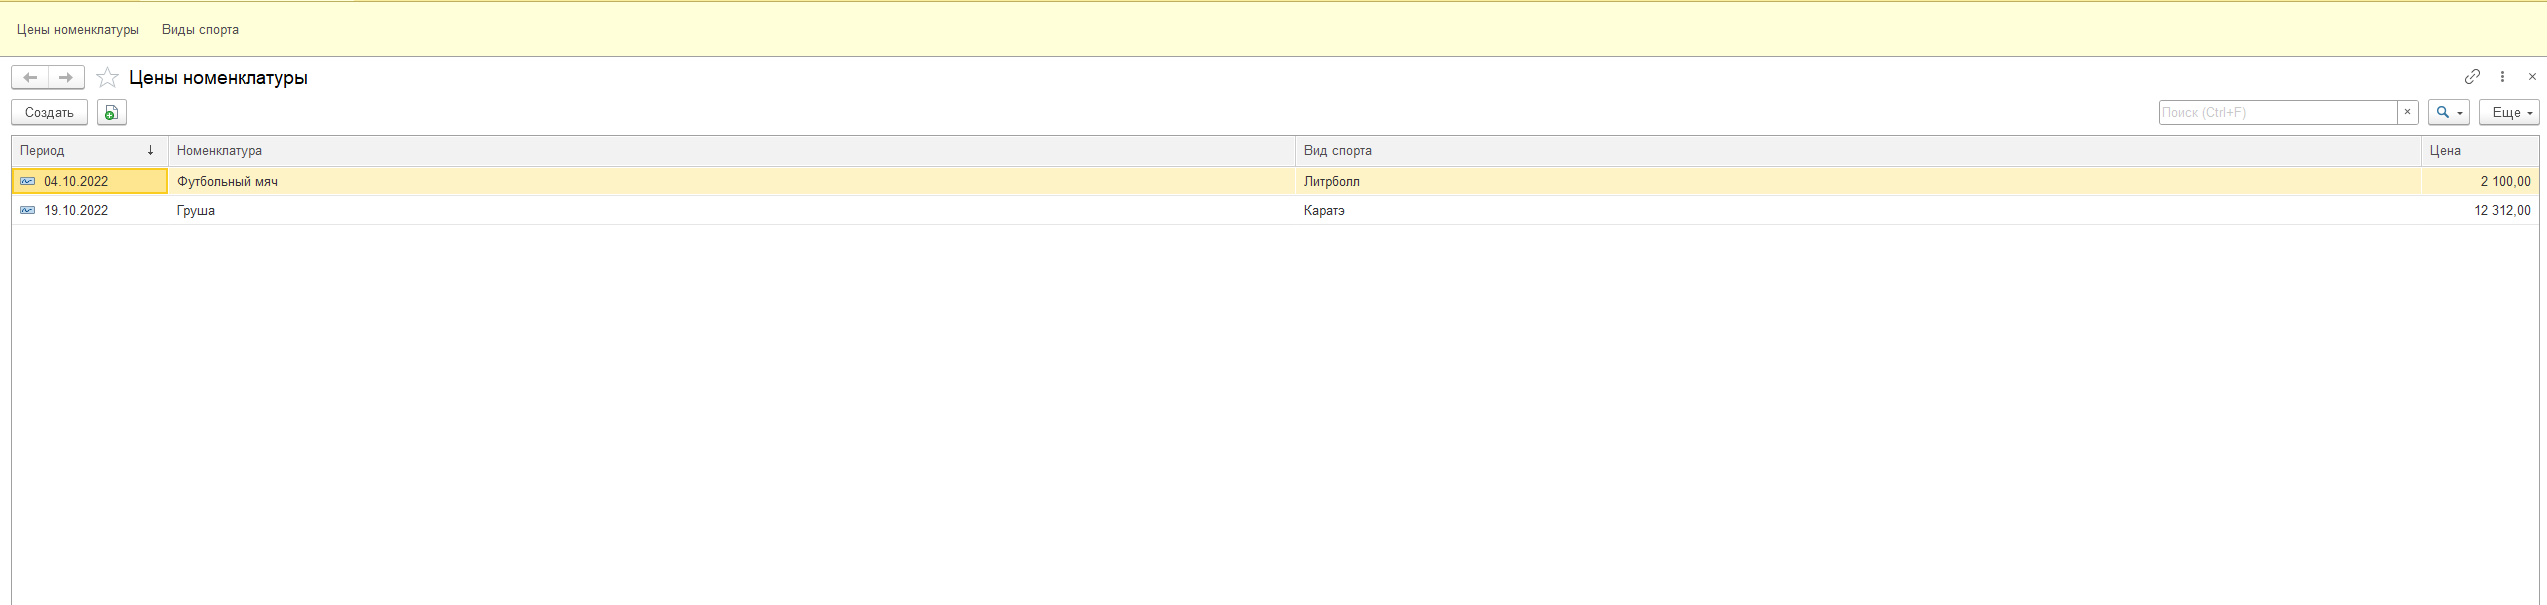 Цены номенклатуры Виды спорта
Цены номенклатуры
Создать Поиск (Ctrl+F) × Еще
Период ↓ Номенклатура Вид спорта Цена
04.10.2022 Футбольный мяч Литрболл 2 100,00
19.10.2022 Груша Каратэ 12 312,00